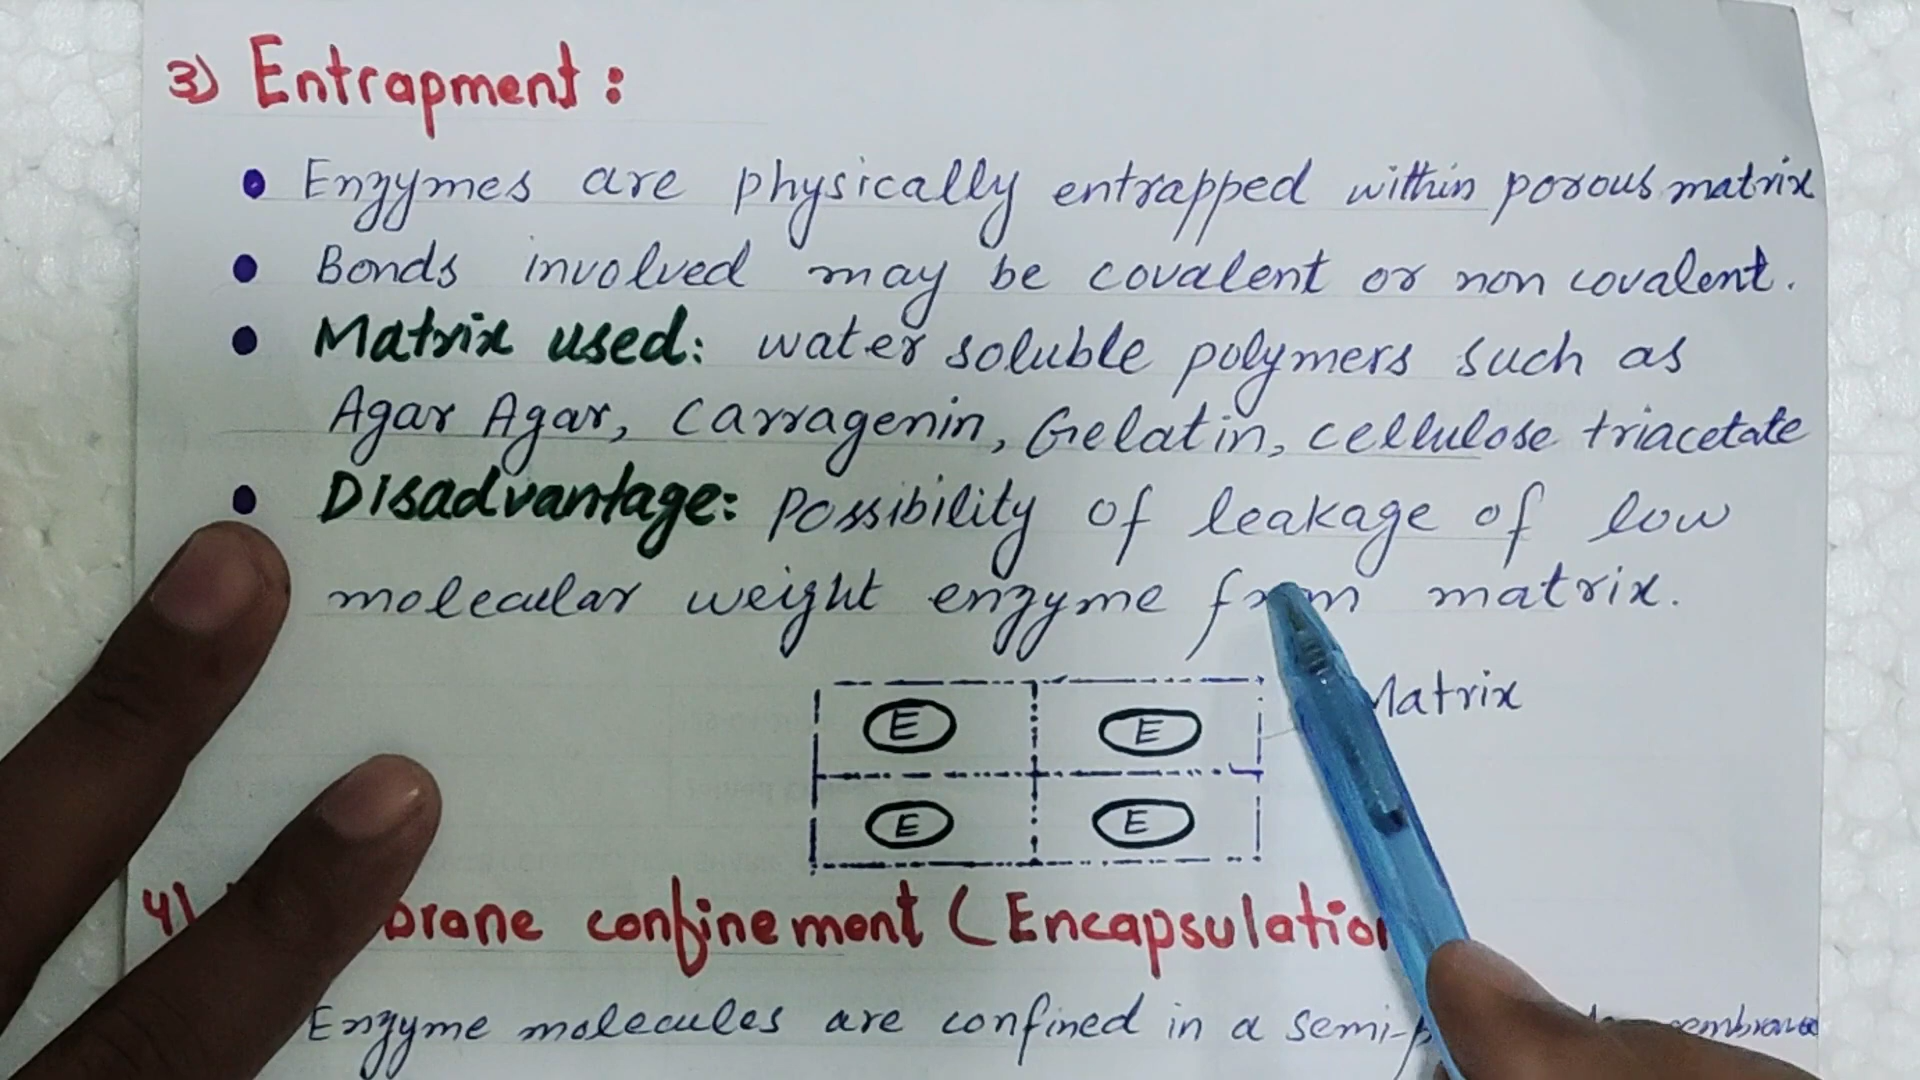 3) Entrapment:
• Enzymes are physically entrapped within porous matrix
• Bonds involved may be covalent or non covalent.
• Matrix used: water soluble polymers such as
Agar Agar, Carragenin, Gelatin, cellulose triacetate
• Disadvantage: Possibility of leakage of low
molecular weight enzyme from matrix.
Matrix
E E
E E
4) brane confinement (Encapsulation
Enzyme molecules are confined in a semi-